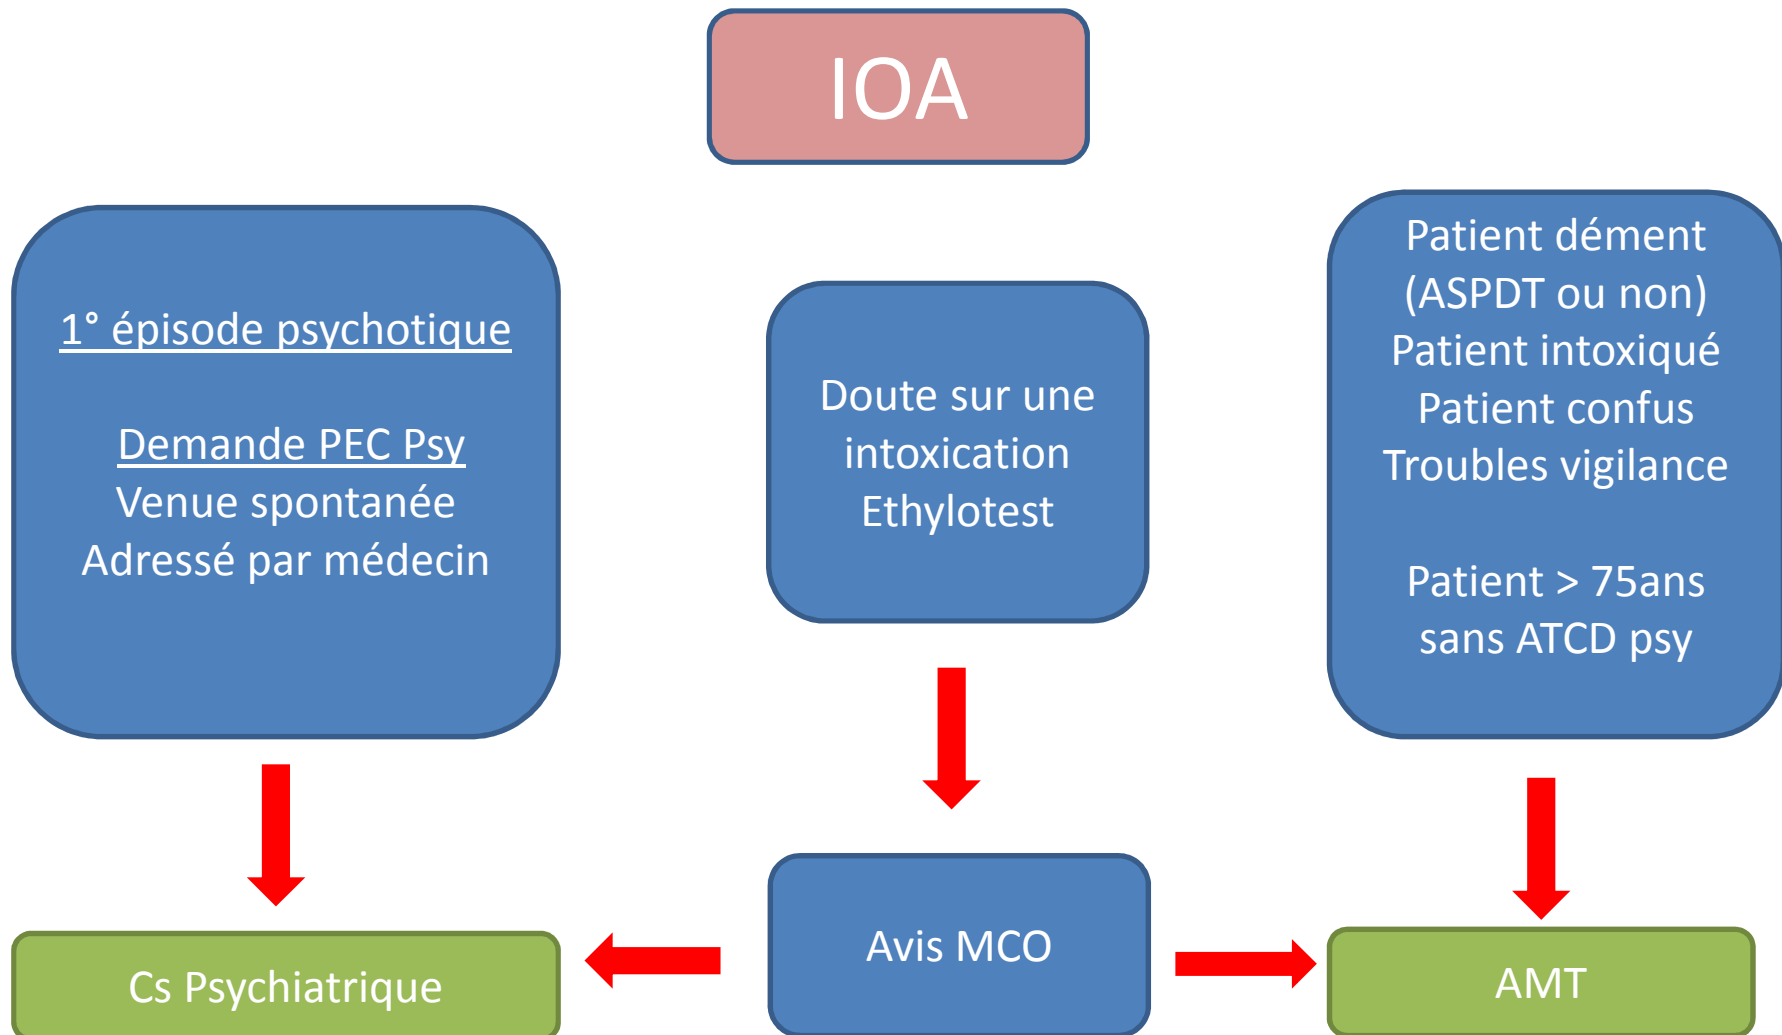 IOA
1° épisode psychotique
Demande PEC Psy
Venue spontanée
Adressé par médecin
Doute sur une
intoxication
Ethylotest
Patient dément
(ASPDT ou non)
Patient intoxiqué
Patient confus
Troubles vigilance
Patient > 75ans
sans ATCD psy
Cs Psychiatrique
Avis MCO
AMT